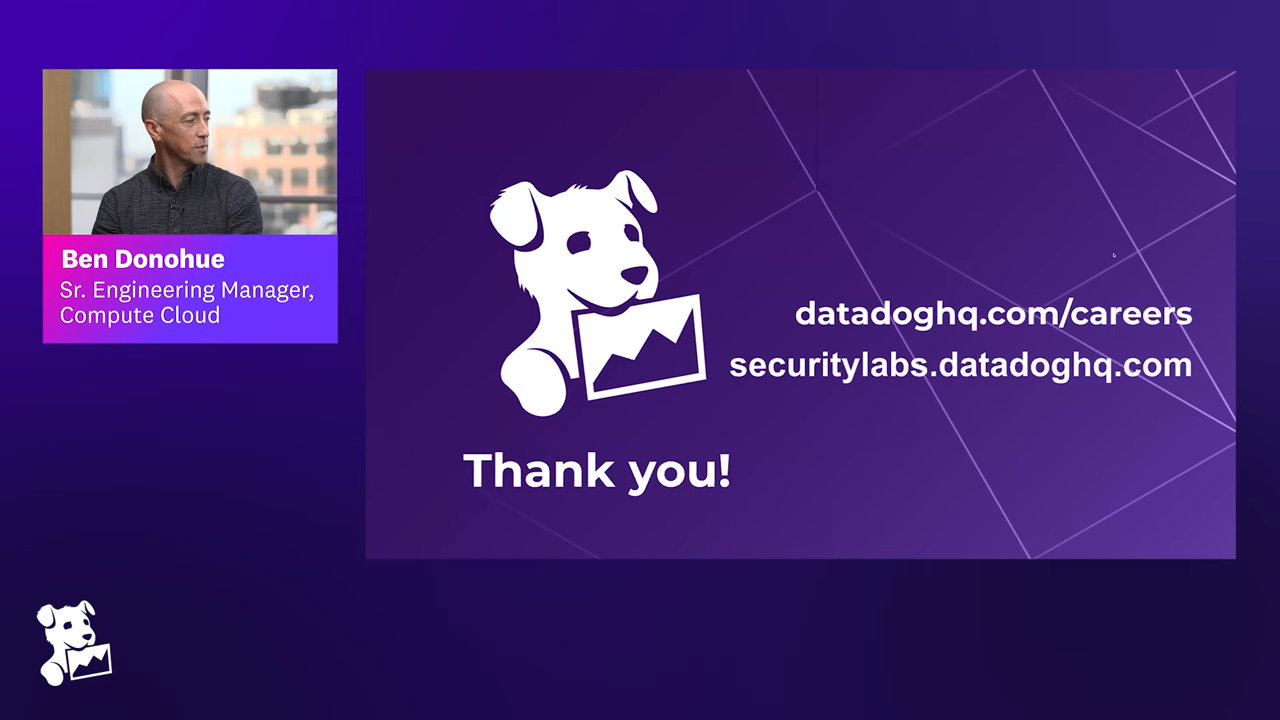 Ben Donohue
Sr. Engineering Manager,
Compute Cloud
datadoghq.com/careers
securitylabs.datadoghq.com
Thank you!